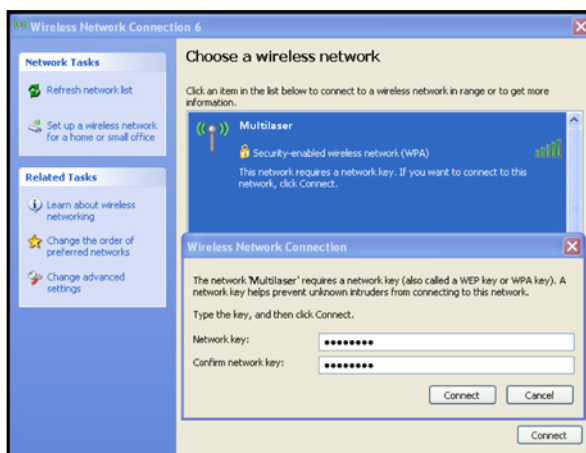 Wireless Network Connection 6
Network Tasks
Refresh network list
Set up a wireless network
for a home or small office
Related Tasks
Learn about wireless
networking
Change the order of
preferred networks
Change advanced
settings
Choose a wireless network
Click an item in the list below to connect to a wireless network in range or to get more
information.
Multilaser
Security-enabled wireless network (WPA)
This network requires a network key. If you want to connect to this
network, click Connect.
Wireless Network Connection
The network 'Multilaser' requires a network key (also called a WEP key or WPA key). A
network key helps prevent unknown intruders from connecting to this network.
Type the key, and then click Connect.
Network key: ••••••••
Confirm network key: ••••••••
Connect Cancel
Connect